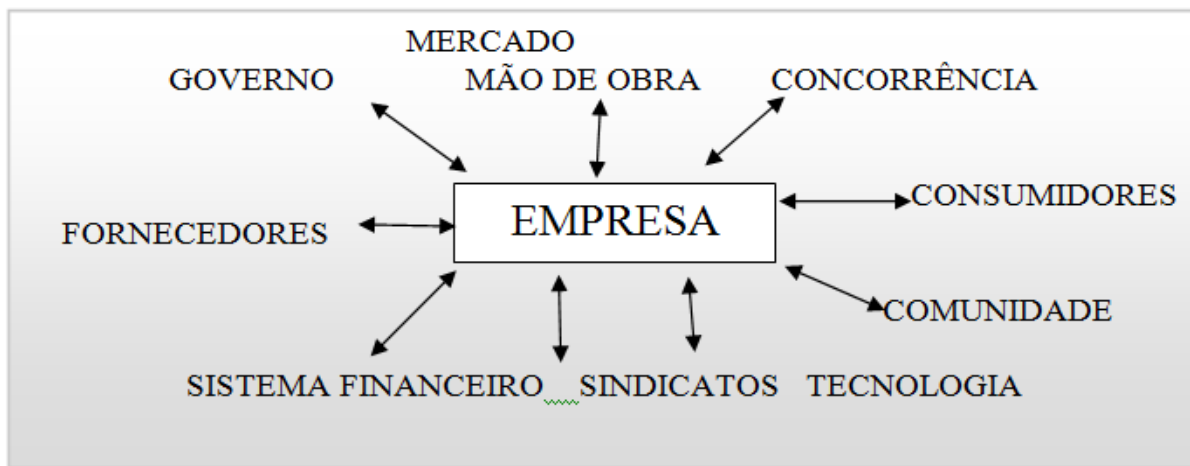 MERCADO
GOVERNO MÃO DE OBRA CONCORRÊNCIA
CONSUMIDORES
EMPRESA
FORNECEDORES
COMUNIDADE
SISTEMA FINANCEIRO SINDICATOS TECNOLOGIA